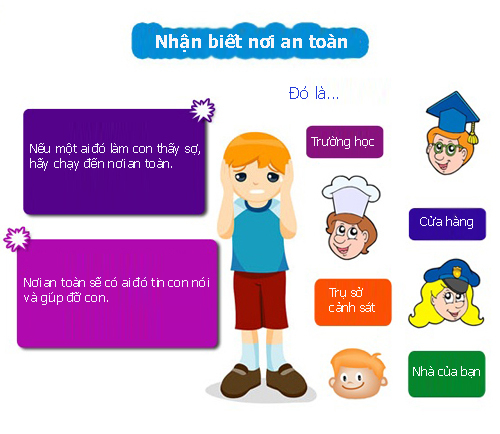 Nhận biết nơi an toàn
Đó là...
Nếu một ai đó làm con thấy sợ,
hãy chạy đến nơi an toàn.
Trường học
Cửa hàng
Nơi an toàn sẽ có ai đó tin con nói
và gúp đỡ con.
Trụ sở
cảnh sát
Nhà của bạn